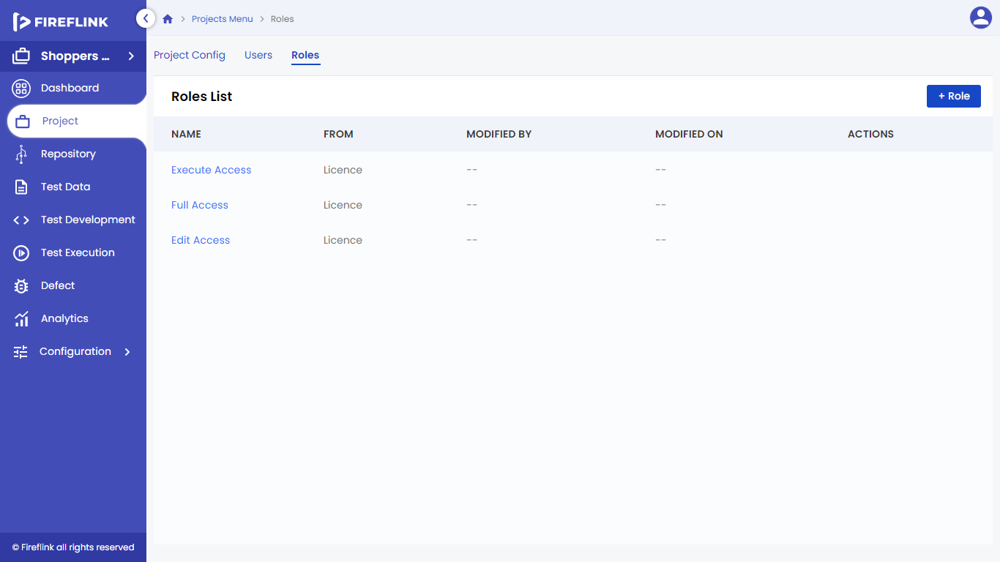 FIREFLINK
Projects Menu > Roles
Shoppers ...
Project Config Users Roles
Dashboard
Project
Repository
Test Data
Test Development
Test Execution
Defect
Analytics
Configuration
© Fireflink all rights reserved
Roles List
+ Role
NAME FROM MODIFIED BY MODIFIED ON ACTIONS
Execute Access Licence -- --
Full Access Licence -- --
Edit Access Licence -- --